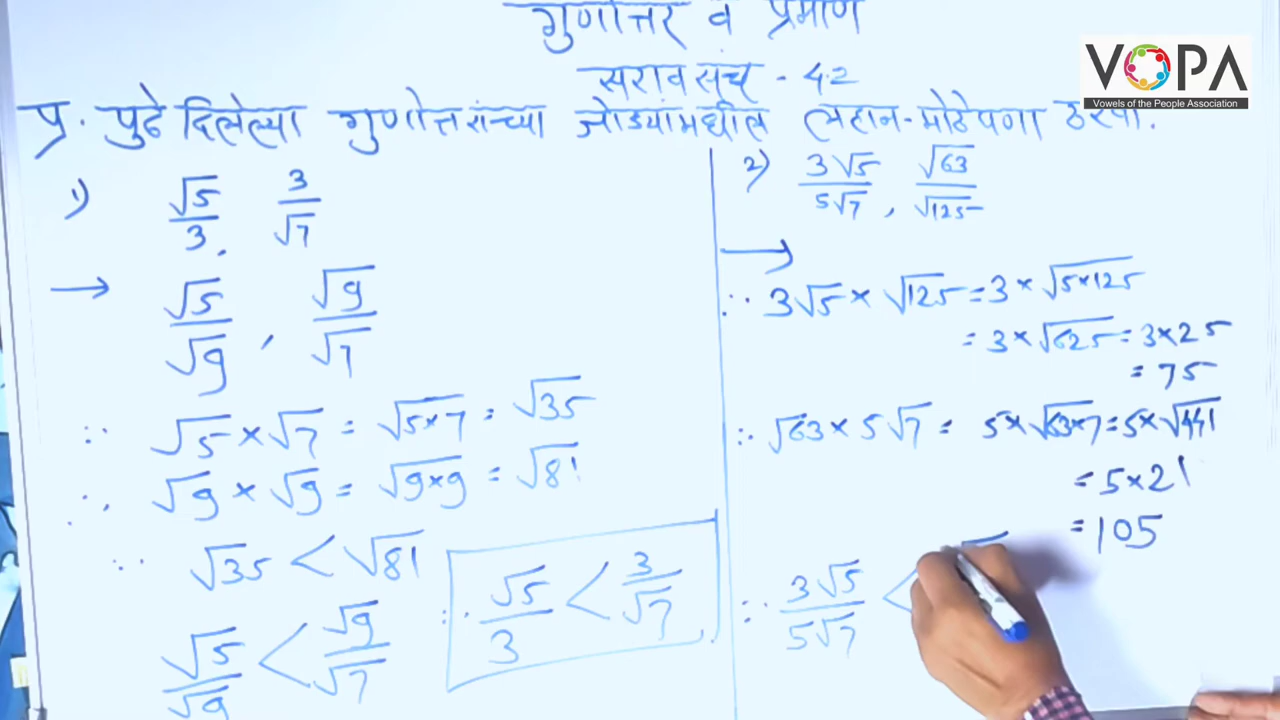 गुणोत्तर व प्रमाण
सरावसंच - 4.2
VOPA
Vowels of the People Association
प्र. पुढे दिलेल्या गुणोत्तरांच्या जोड्यांमधील लहान-मोठेपणा ठरवा.
1) √5/3, 3/√7
→ √5/√9, √9/√7
∴ √5 × √7 = √5×7 = √35
∴ √9 × √9 = √9×9 = √81
∴ √35 < √81
√5/√9 < √9/√7
∴ √5/3 < 3/√7
2) 3√5/5√7, √63/√125
→
∴ 3√5 × √125 = 3 × √5×125
= 3 × √625 = 3 × 25
= 75
∴ √63 × 5√7 = 5 × √63×7 = 5 × √441
= 5 × 21
= 105
∴ 3√5/5√7 <